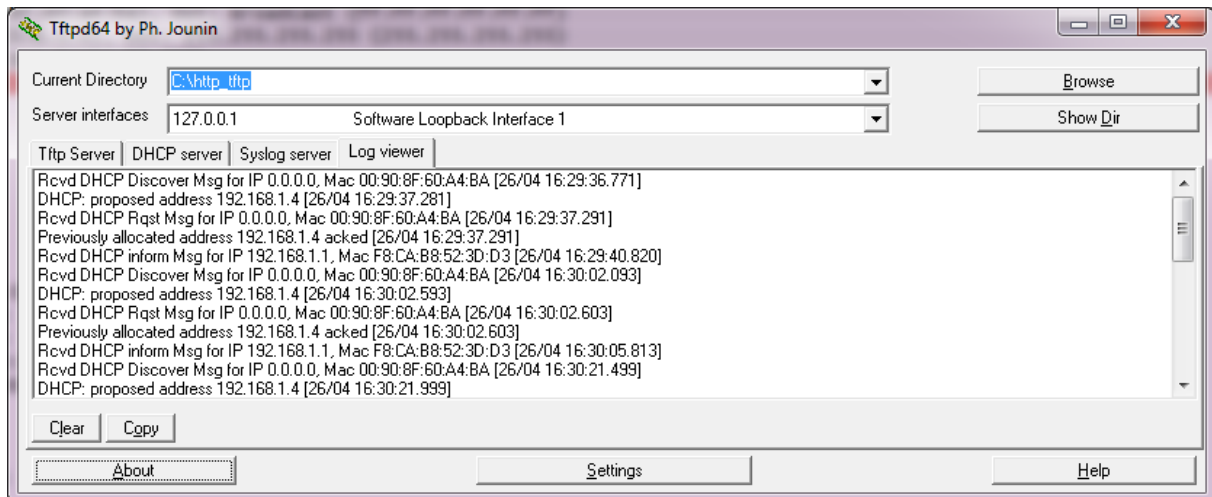 Tftpd64 by Ph. Jounin
Current Directory C:\http_tftp Browse
Server interfaces 127.0.0.1 Software Loopback Interface 1 Show Dir
Tftp Server DHCP server Syslog server Log viewer
Rcvd DHCP Discover Msg for IP 0.0.0.0, Mac 00:90:8F:60:A4:BA [26/04 16:29:36.771]
DHCP: proposed address 192.168.1.4 [26/04 16:29:37.281]
Rcvd DHCP Rqst Msg for IP 0.0.0.0, Mac 00:90:8F:60:A4:BA [26/04 16:29:37.291]
Previously allocated address 192.168.1.4 acked [26/04 16:29:37.291]
Rcvd DHCP inform Msg for IP 192.168.1.1, Mac F8:CA:B8:52:3D:D3 [26/04 16:29:40.820]
Rcvd DHCP Discover Msg for IP 0.0.0.0, Mac 00:90:8F:60:A4:BA [26/04 16:30:02.093]
DHCP: proposed address 192.168.1.4 [26/04 16:30:02.593]
Rcvd DHCP Rqst Msg for IP 0.0.0.0, Mac 00:90:8F:60:A4:BA [26/04 16:30:02.603]
Previously allocated address 192.168.1.4 acked [26/04 16:30:02.603]
Rcvd DHCP inform Msg for IP 192.168.1.1, Mac F8:CA:B8:52:3D:D3 [26/04 16:30:05.813]
Rcvd DHCP Discover Msg for IP 0.0.0.0, Mac 00:90:8F:60:A4:BA [26/04 16:30:21.499]
DHCP: proposed address 192.168.1.4 [26/04 16:30:21.999]
Clear Copy
About Settings Help